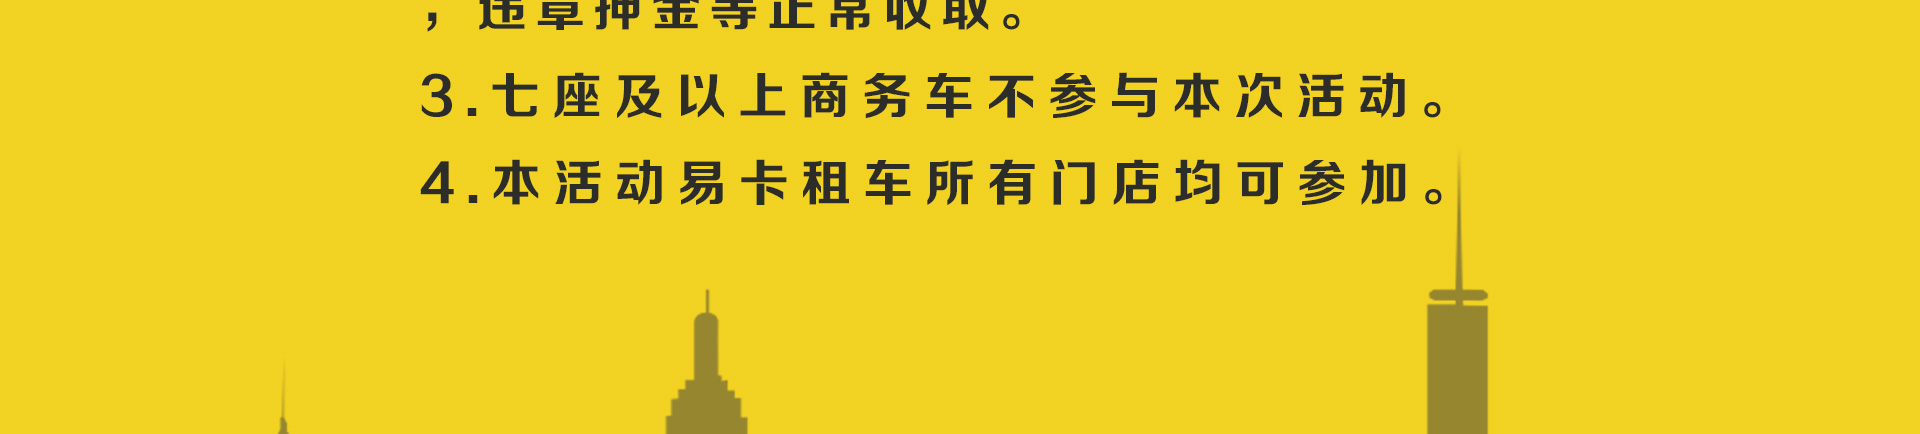 ，违章押金等正常收取。
3.七座及以上商务车不参与本次活动。
4.本活动易卡租车所有门店均可参加。